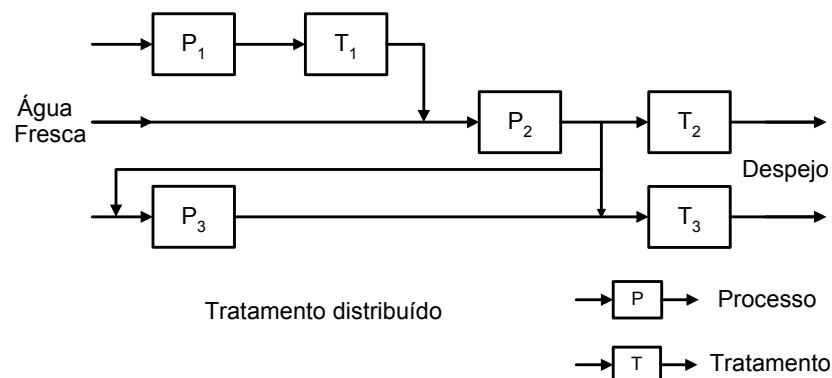 P₁
T₁
Água
Fresca
P₂
T₂
Despejo
P₃
T₃
Tratamento distribuído
P
Processo
T
Tratamento